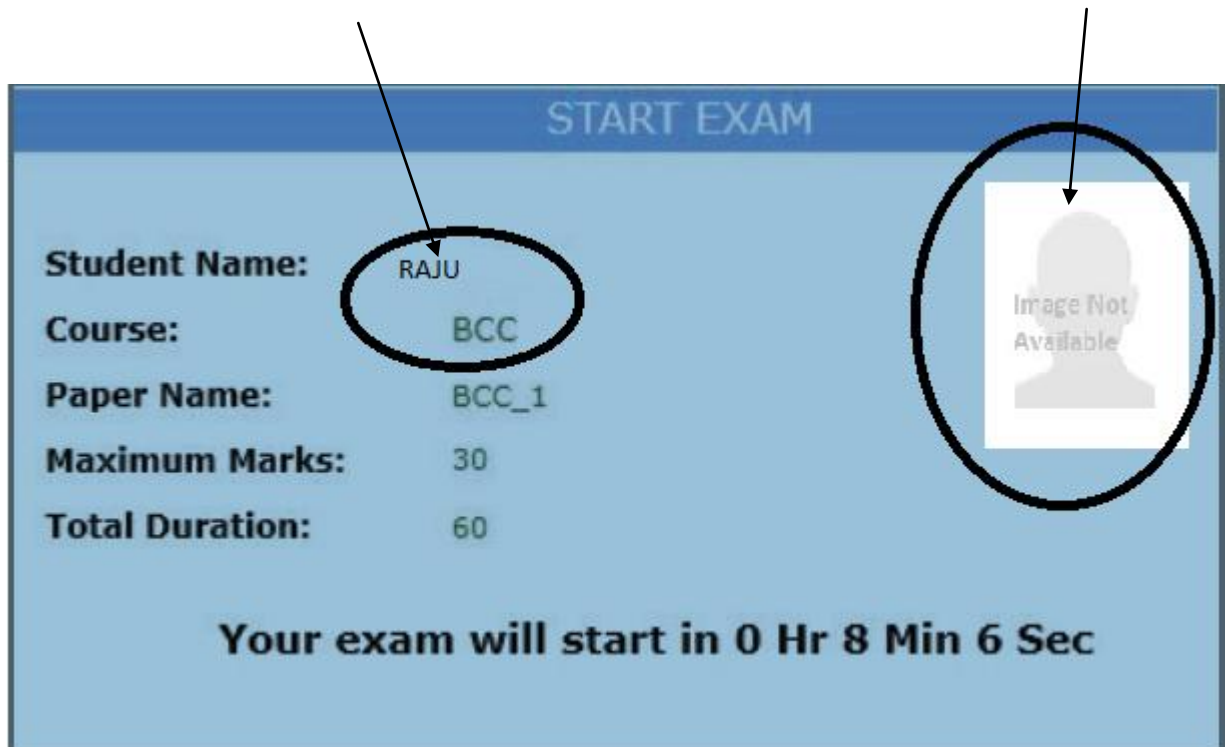 START EXAM
Student Name: RAJU
Course: BCC
Paper Name: BCC_1
Maximum Marks: 30
Total Duration: 60
Image Not
Available
Your exam will start in 0 Hr 8 Min 6 Sec